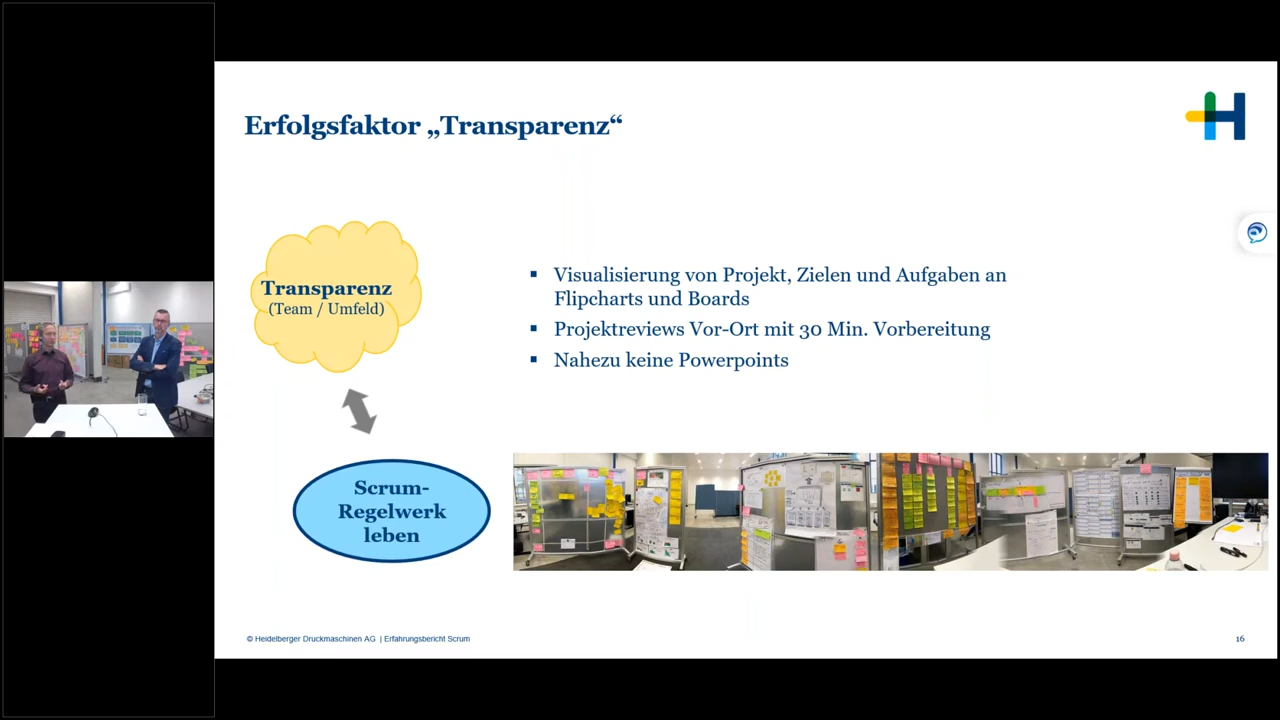 Erfolgsfaktor „Transparenz“
Transparenz
(Team / Umfeld)
▪ Visualisierung von Projekt, Zielen und Aufgaben an
Flipcharts und Boards
▪ Projektreviews Vor-Ort mit 30 Min. Vorbereitung
▪ Nahezu keine Powerpoints
Scrum-
Regelwerk
leben
© Heidelberger Druckmaschinen AG | Erfahrungsbericht Scrum
16